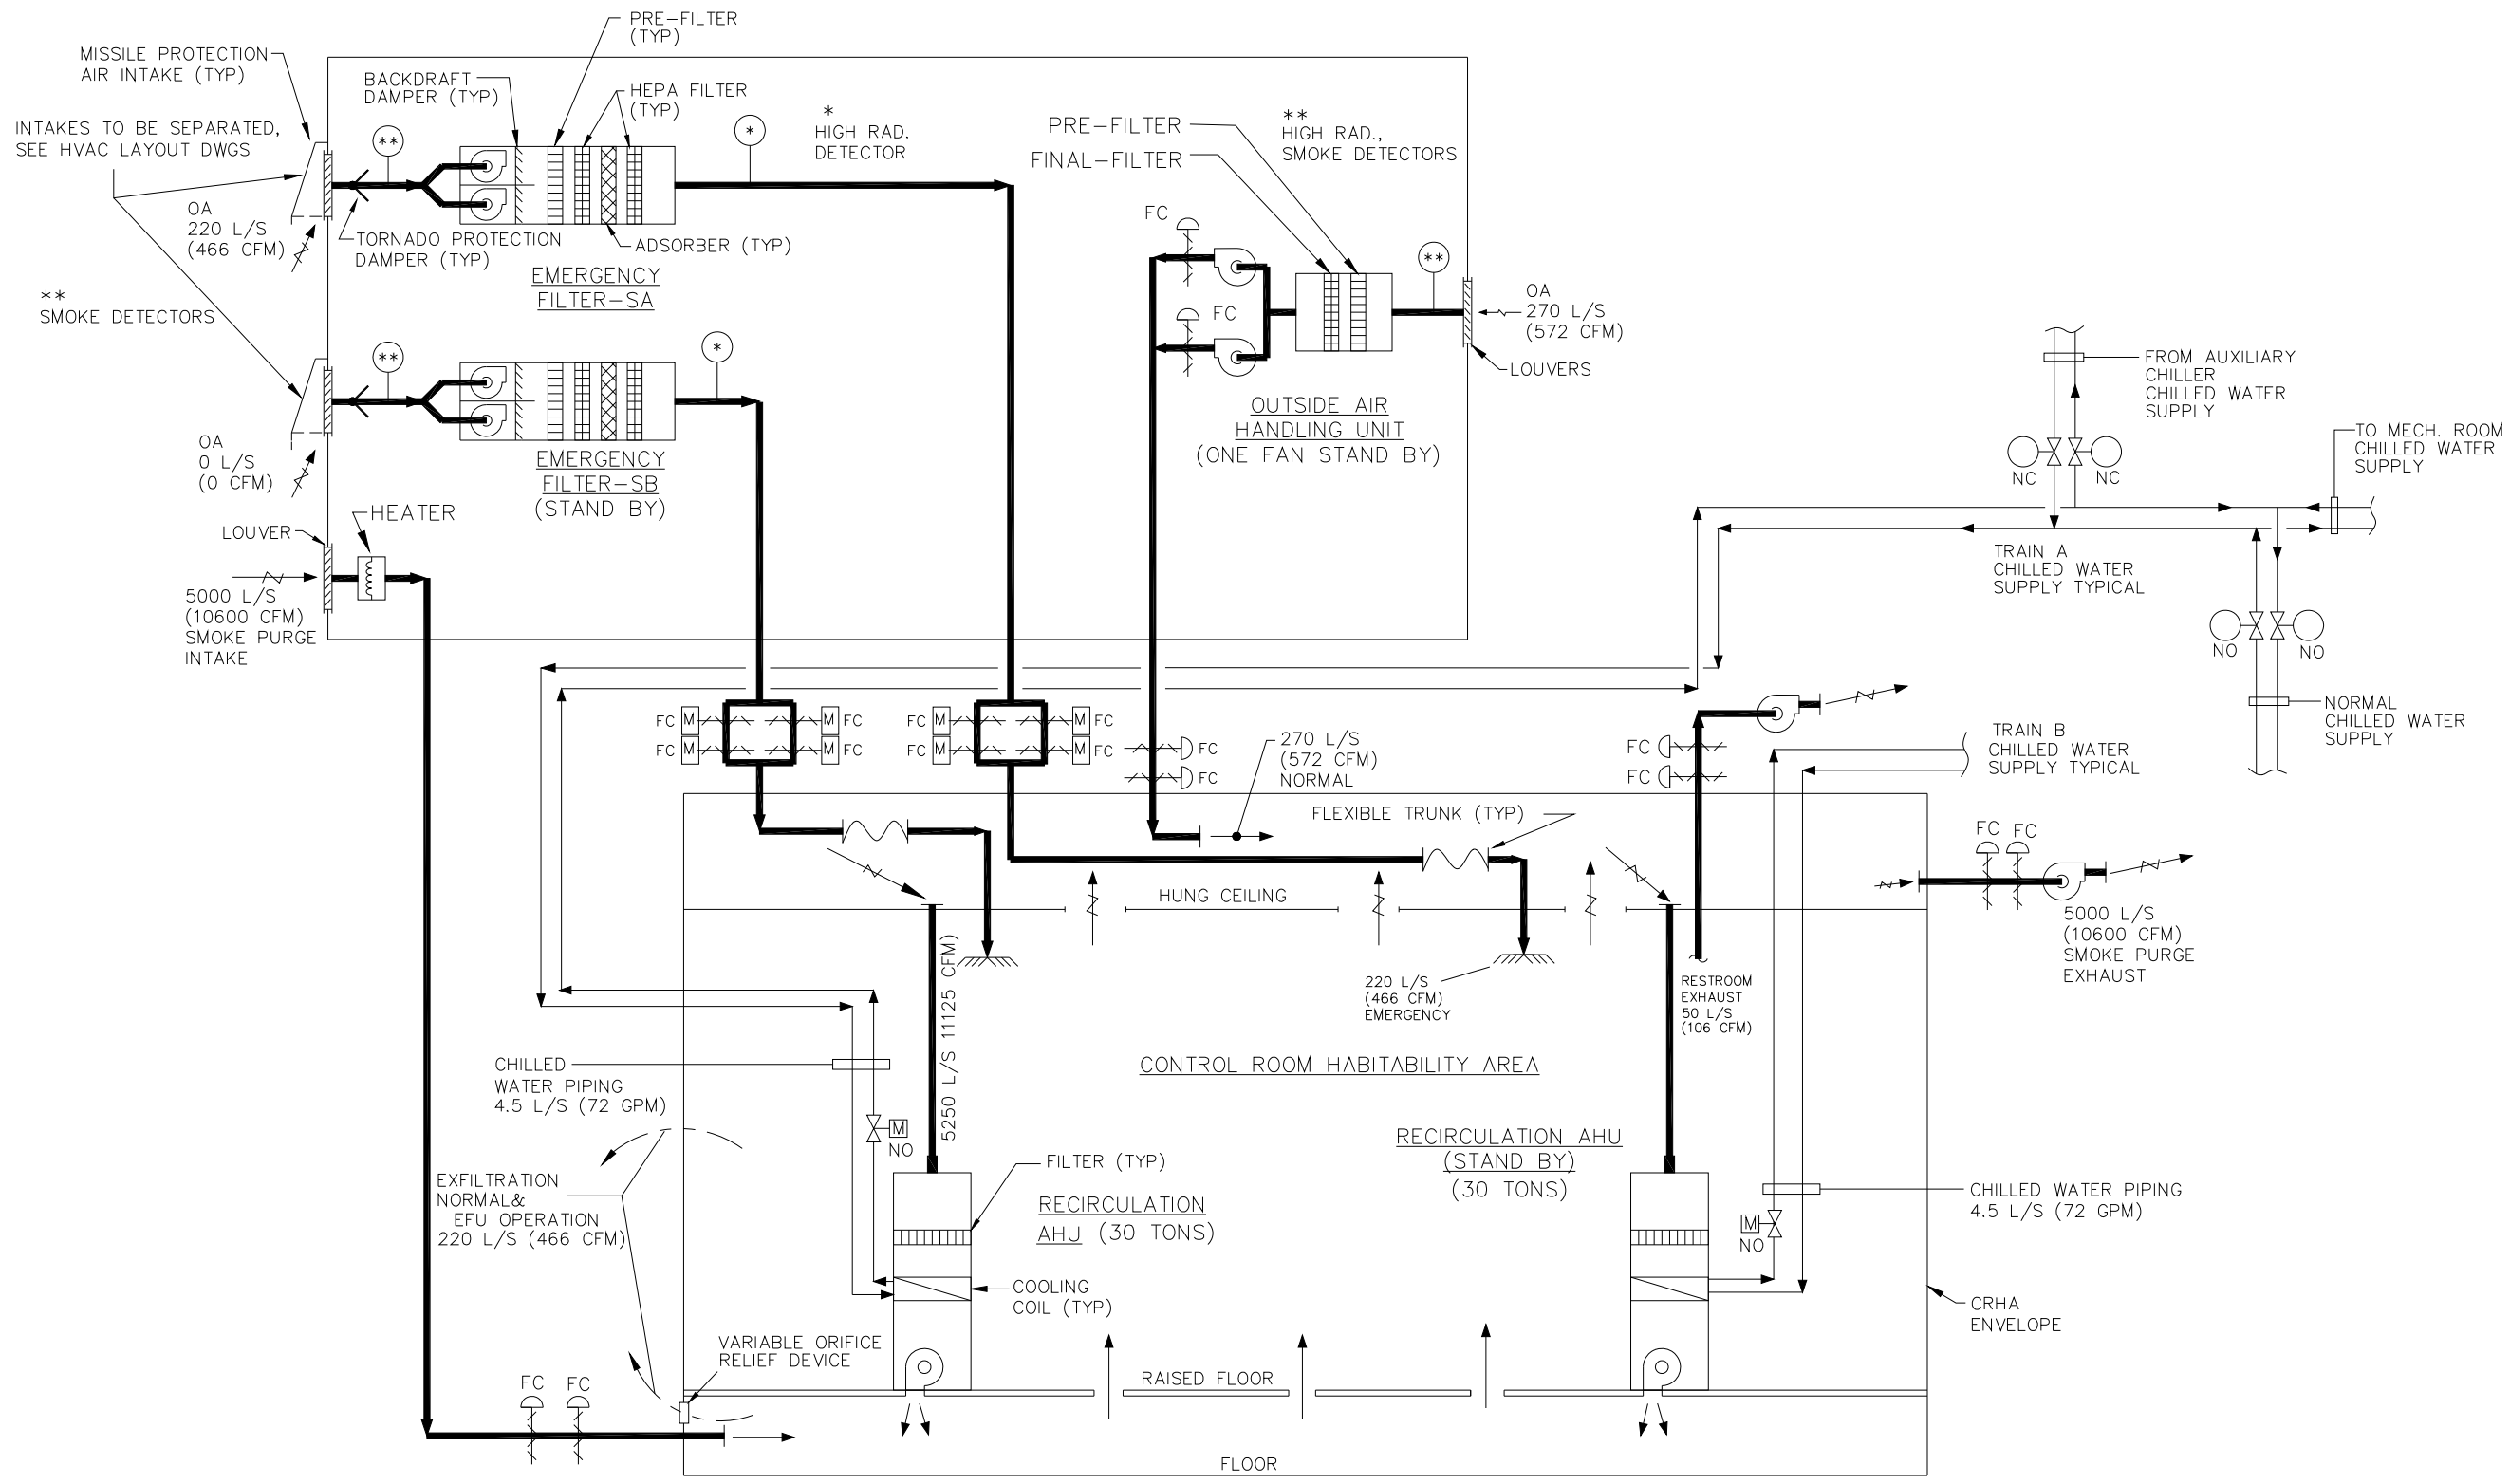 PRE-FILTER
(TYP)
MISSILE PROTECTION
AIR INTAKE (TYP)
BACKDRAFT
DAMPER (TYP)
HEPA FILTER
(TYP)
*
HIGH RAD.
DETECTOR
INTAKES TO BE SEPARATED,
SEE HVAC LAYOUT DWGS
**
*
PRE-FILTER
FINAL-FILTER
**
HIGH RAD.,
SMOKE DETECTORS
OA
220 L/S
(466 CFM)
TORNADO PROTECTION
DAMPER (TYP)
ADSORBER (TYP)
EMERGENCY
FILTER-SA
FC
**
OA
270 L/S
(572 CFM)
LOUVERS
FC
**
SMOKE DETECTORS
**
*
OUTSIDE AIR
HANDLING UNIT
(ONE FAN STAND BY)
OA
0 L/S
(0 CFM)
EMERGENCY
FILTER-SB
(STAND BY)
FROM AUXILIARY
CHILLER
CHILLED WATER
SUPPLY
TO MECH. ROOM
CHILLED WATER
SUPPLY
NC
NC
LOUVER
HEATER
5000 L/S
(10600 CFM)
SMOKE PURGE
INTAKE
TRAIN A
CHILLED WATER
SUPPLY TYPICAL
NO
NO
NORMAL
CHILLED WATER
SUPPLY
FC M
M FC
FC M
M FC
FC M
M FC
FC M
M FC
FC
FC
270 L/S
(572 CFM)
NORMAL
FC
FC
TRAIN B
CHILLED WATER
SUPPLY TYPICAL
FLEXIBLE TRUNK (TYP)
FC
FC
HUNG CEILING
5000 L/S
(10600 CFM)
SMOKE PURGE
EXHAUST
5250 L/S 11125 CFM)
220 L/S
(466 CFM)
EMERGENCY
RESTROOM
EXHAUST
50 L/S
(106 CFM)
CHILLED
WATER PIPING
4.5 L/S (72 GPM)
CONTROL ROOM HABITABILITY AREA
M
NO
RECIRCULATION AHU
(STAND BY)
(30 TONS)
FILTER (TYP)
EXFILTRATION
NORMAL&
EFU OPERATION
220 L/S (466 CFM)
RECIRCULATION
AHU (30 TONS)
M
NO
CHILLED WATER PIPING
4.5 L/S (72 GPM)
COOLING
COIL (TYP)
CRHA
ENVELOPE
VARIABLE ORIFICE
RELIEF DEVICE
FC
FC
RAISED FLOOR
FLOOR